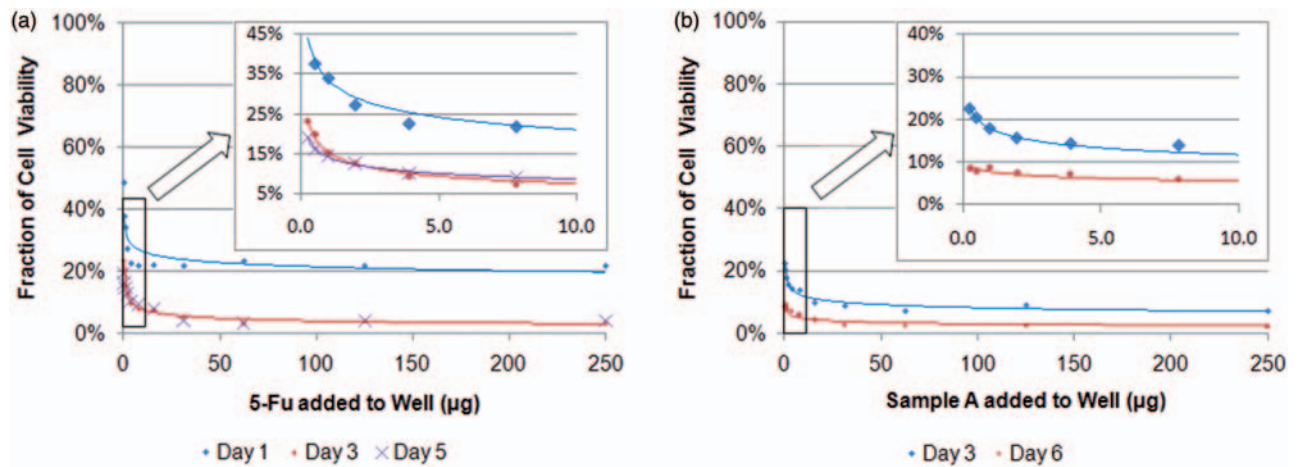 (a)
100%
80%
60%
40%
20%
0%
Fraction of Cell Viability
45%
35%
25%
15%
5%
0.0 5.0 10.0
0 50 100 150 200 250
5-Fu added to Well (µg)
Day 1 Day 3 Day 5
(b)
100%
80%
60%
40%
20%
0%
Fraction of Cell Viability
40%
30%
20%
10%
0%
0.0 5.0 10.0
0 50 100 150 200 250
Sample A added to Well (µg)
Day 3 Day 6